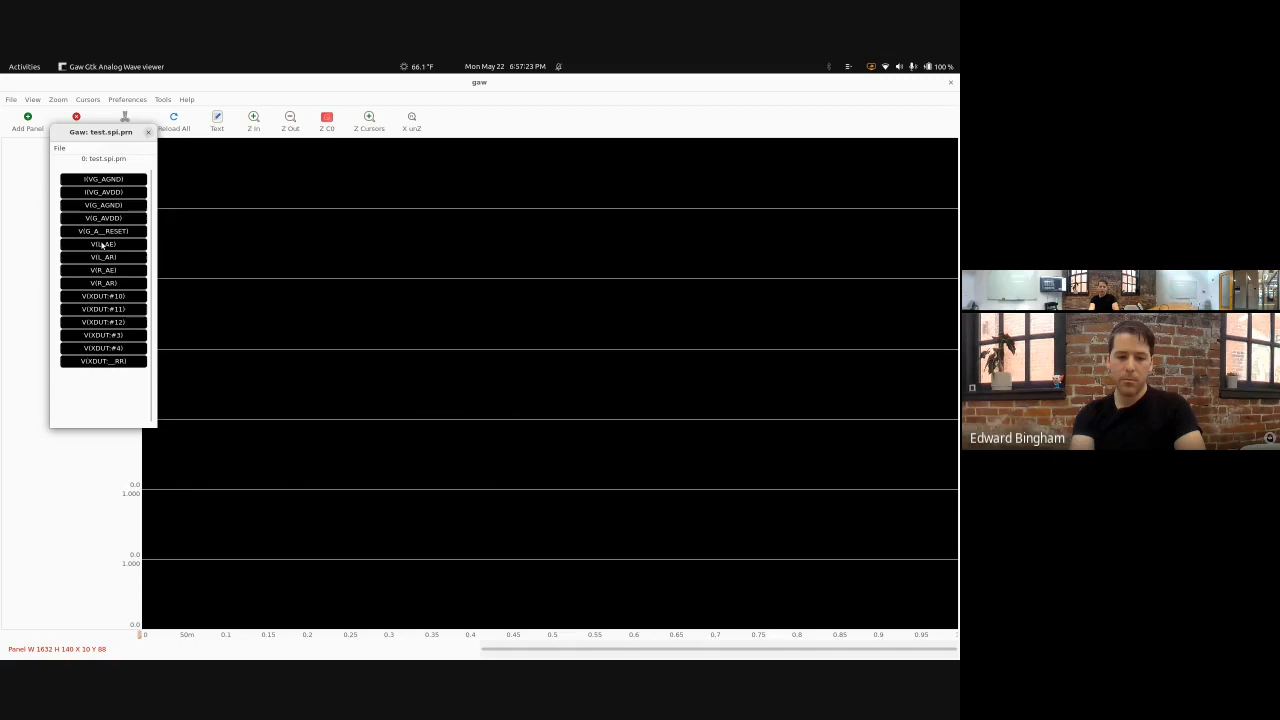 Activities
Gaw Gtk Analog Wave viewer
66.1 °F
Mon May 22 6:57:23 PM
100 %
gaw
File View Zoom Cursors Preferences Tools Help
Add Panel
Reload All
Text
Z In
Z Out
Z C0
Z Cursors
X unZ
Gaw: test.spi.prn
File
0: test.spi.prn
I(VG_AGND)
I(VG_AVDD)
V(G_AGND)
V(G_AVDD)
V(G_A__RESET)
V(L_AE)
V(L_AR)
V(R_AE)
V(R_AR)
V(XDUT:#10)
V(XDUT:#11)
V(XDUT:#12)
V(XDUT:#3)
V(XDUT:#4)
V(XDUT:__RR)
0.0
1.000
0.0
1.000
0.0
0 50m 0.1 0.15 0.2 0.25 0.3 0.35 0.4 0.45 0.5 0.55 0.6 0.65 0.7 0.75 0.8 0.85 0.9 0.95
Panel W 1632 H 140 X 10 Y 88
Edward Bingham